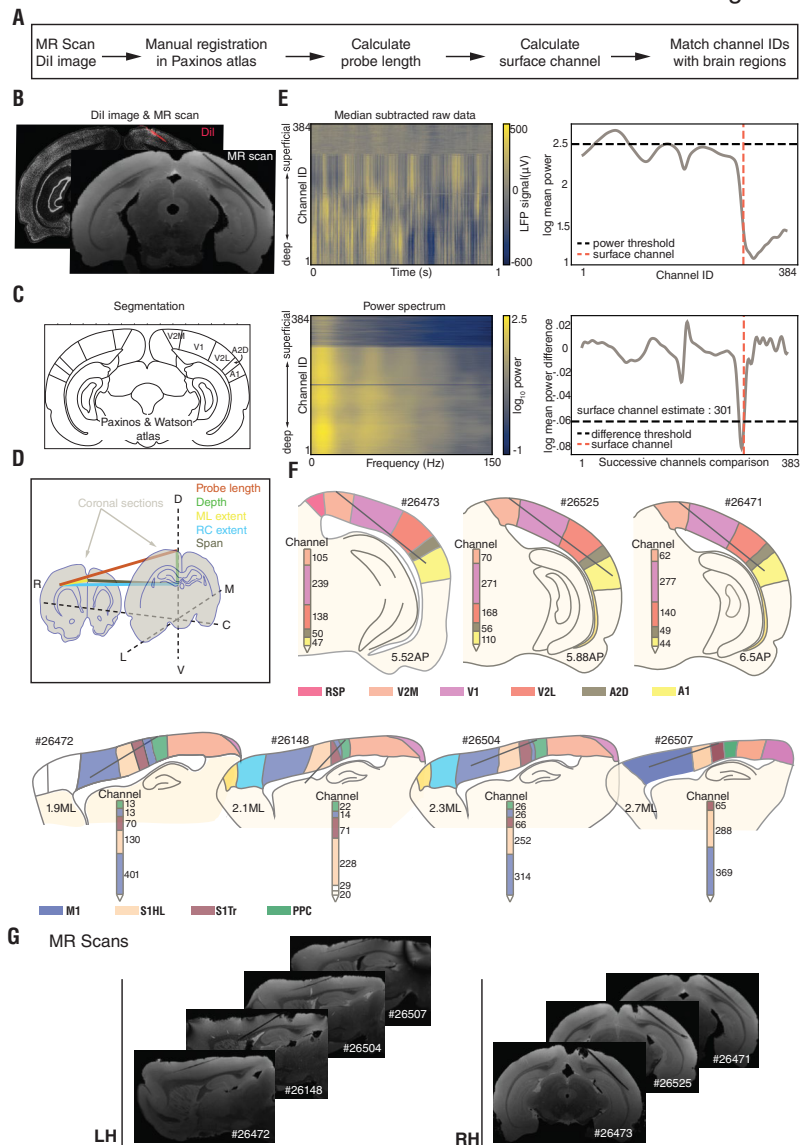 A
MR Scan
DiI image
Manual registration
in Paxinos atlas
Calculate
probe length
Calculate
surface channel
Match channel IDs
with brain regions
B
DiI image & MR scan
DiI
MR scan
C
Segmentation
V2M
V1
V2L
A2D
A1
Paxinos & Watson
atlas
E
Median subtracted raw data
384
superficial
Channel ID
deep
1
0
Time (s)
1
500
0
-600
LFP signal(µV)
2.5
2
1.5
1
log mean power
power threshold
surface channel
1
Channel ID
384
Power spectrum
384
superficial
Channel ID
deep
1
0
Frequency (Hz)
150
2.5
-1
log10 power
.02
0
-.02
-.04
-.06
-.08
log mean power difference
surface channel estimate : 301
difference threshold
surface channel
1
Successive channels comparison
383
D
Probe length
Depth
ML extent
RC extent
Span
Coronal sections
D
R
M
C
L
V
F
#26473
Channel
105
239
138
50
47
5.52AP
#26525
Channel
70
271
168
56
110
5.88AP
#26471
Channel
62
277
140
49
44
6.5AP
RSP
V2M
V1
V2L
A2D
A1
#26472
1.9ML
Channel
13
13
70
130
401
#26148
2.1ML
Channel
22
14
71
228
29
20
#26504
2.3ML
Channel
26
26
66
252
314
#26507
2.7ML
Channel
65
288
369
M1
S1HL
S1Tr
PPC
G
MR Scans
LH
#26507
#26504
#26148
#26472
RH
#26471
#26525
#26473